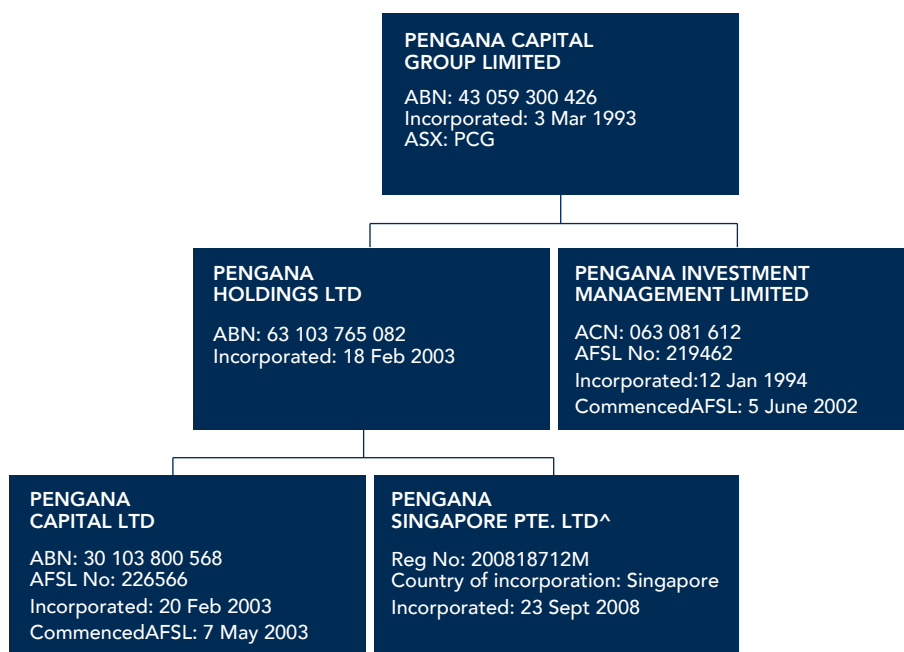 PENGANA CAPITAL
GROUP LIMITED
ABN: 43 059 300 426
Incorporated: 3 Mar 1993
ASX: PCG
PENGANA
HOLDINGS LTD
ABN: 63 103 765 082
Incorporated: 18 Feb 2003
PENGANA INVESTMENT
MANAGEMENT LIMITED
ACN: 063 081 612
AFSL No: 219462
Incorporated:12 Jan 1994
CommencedAFSL: 5 June 2002
PENGANA
CAPITAL LTD
ABN: 30 103 800 568
AFSL No: 226566
Incorporated: 20 Feb 2003
CommencedAFSL: 7 May 2003
PENGANA
SINGAPORE PTE. LTD^
Reg No: 200818712M
Country of incorporation: Singapore
Incorporated: 23 Sept 2008